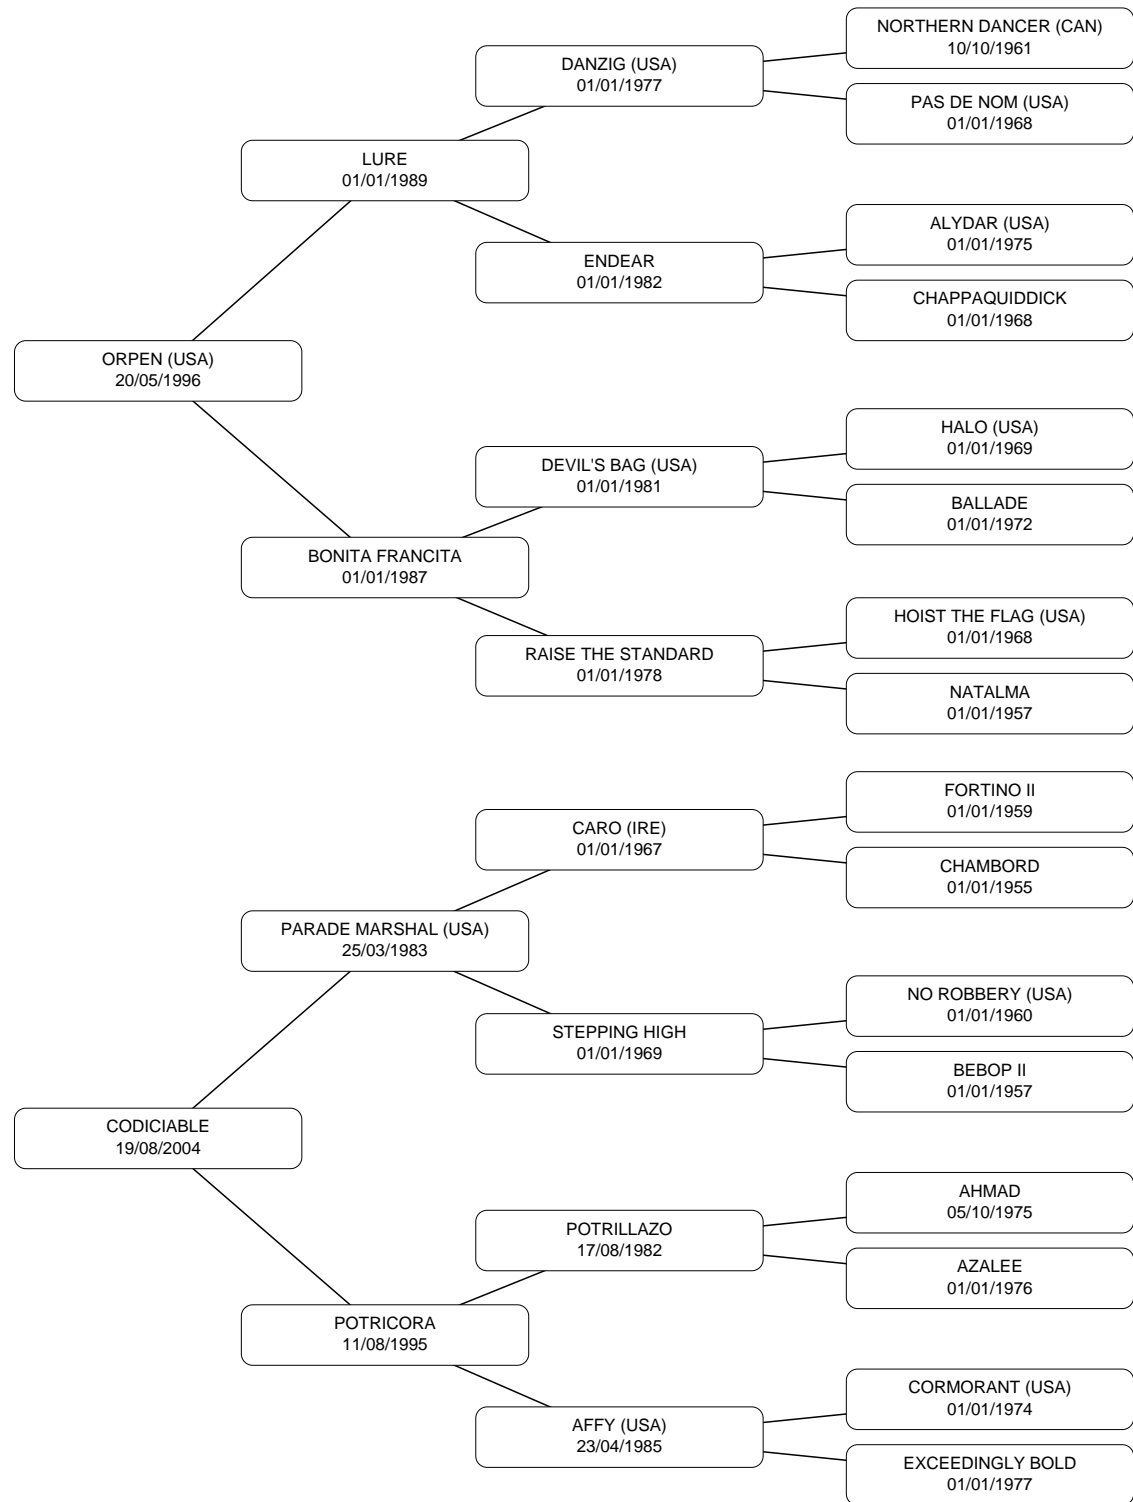 NORTHERN DANCER (CAN)
10/10/1961
DANZIG (USA)
01/01/1977
PAS DE NOM (USA)
01/01/1968
LURE
01/01/1989
ALYDAR (USA)
01/01/1975
ENDEAR
01/01/1982
CHAPPAQUIDDICK
01/01/1968
ORPEN (USA)
20/05/1996
HALO (USA)
01/01/1969
DEVIL'S BAG (USA)
01/01/1981
BALLADE
01/01/1972
BONITA FRANCITA
01/01/1987
HOIST THE FLAG (USA)
01/01/1968
RAISE THE STANDARD
01/01/1978
NATALMA
01/01/1957
FORTINO II
01/01/1959
CARO (IRE)
01/01/1967
CHAMBORD
01/01/1955
PARADE MARSHAL (USA)
25/03/1983
NO ROBBERY (USA)
01/01/1960
STEPPING HIGH
01/01/1969
BEBOP II
01/01/1957
CODICIABLE
19/08/2004
AHMAD
05/10/1975
POTRILLAZO
17/08/1982
AZALEE
01/01/1976
POTRICORA
11/08/1995
CORMORANT (USA)
01/01/1974
AFFY (USA)
23/04/1985
EXCEEDINGLY BOLD
01/01/1977